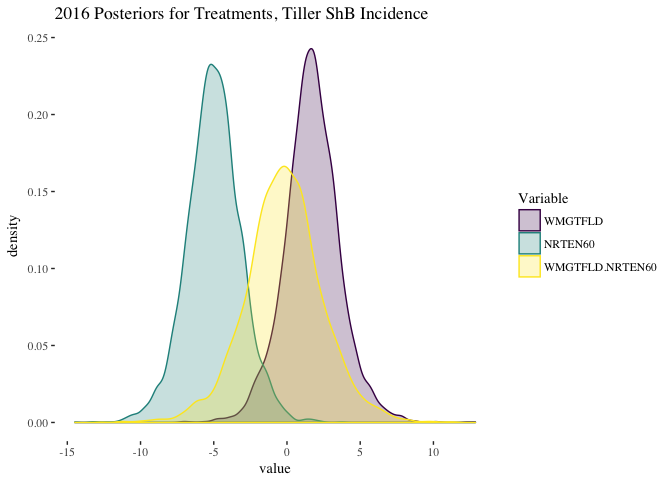 2016 Posteriors for Treatments, Tiller ShB Incidence
0.25
0.20
0.15
0.10
0.05
0.00
density
-15 -10 -5 0 5 10
value
Variable
WMGTFLD
NRTEN60
WMGTFLD.NRTEN60